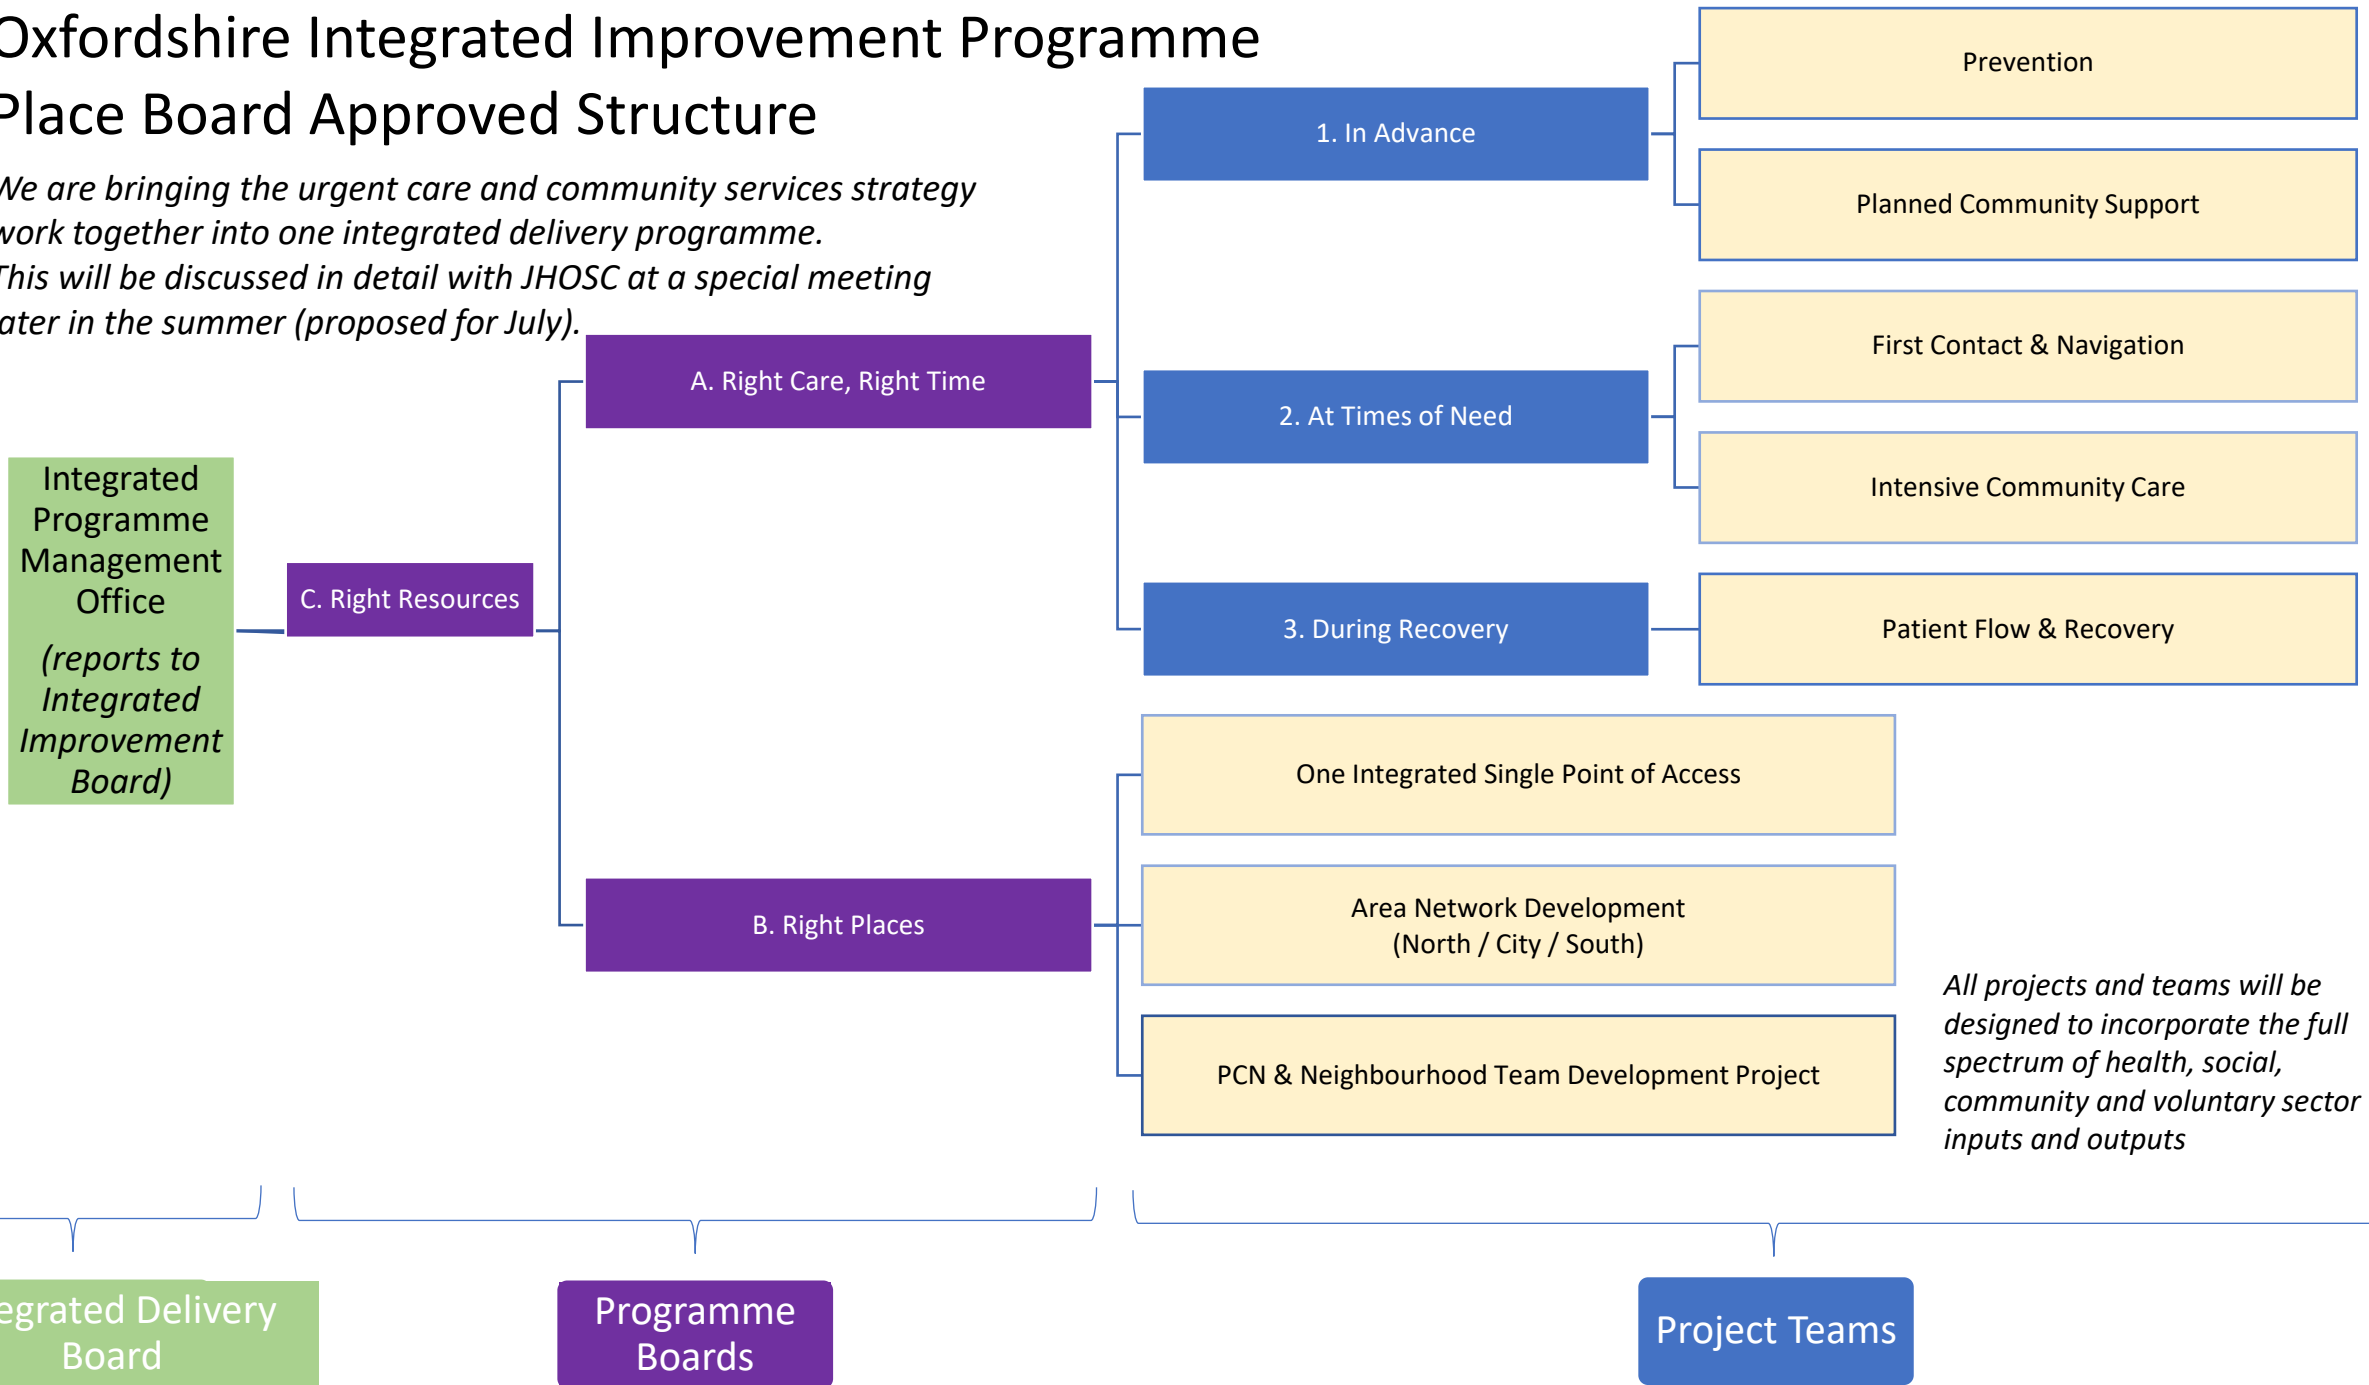 Oxfordshire Integrated Improvement Programme
Place Board Approved Structure
We are bringing the urgent care and community services strategy
work together into one integrated delivery programme.
This will be discussed in detail with JHOSC at a special meeting
ater in the summer (proposed for July).
Integrated
Programme
Management
Office
(reports to
Integrated
Improvement
Board)
C. Right Resources
A. Right Care, Right Time
B. Right Places
1. In Advance
2. At Times of Need
3. During Recovery
Prevention
Planned Community Support
First Contact & Navigation
Intensive Community Care
Patient Flow & Recovery
One Integrated Single Point of Access
Area Network Development
(North / City / South)
PCN & Neighbourhood Team Development Project
All projects and teams will be
designed to incorporate the full
spectrum of health, social,
community and voluntary sector
inputs and outputs
egrated Delivery
Board
Programme
Boards
Project Teams